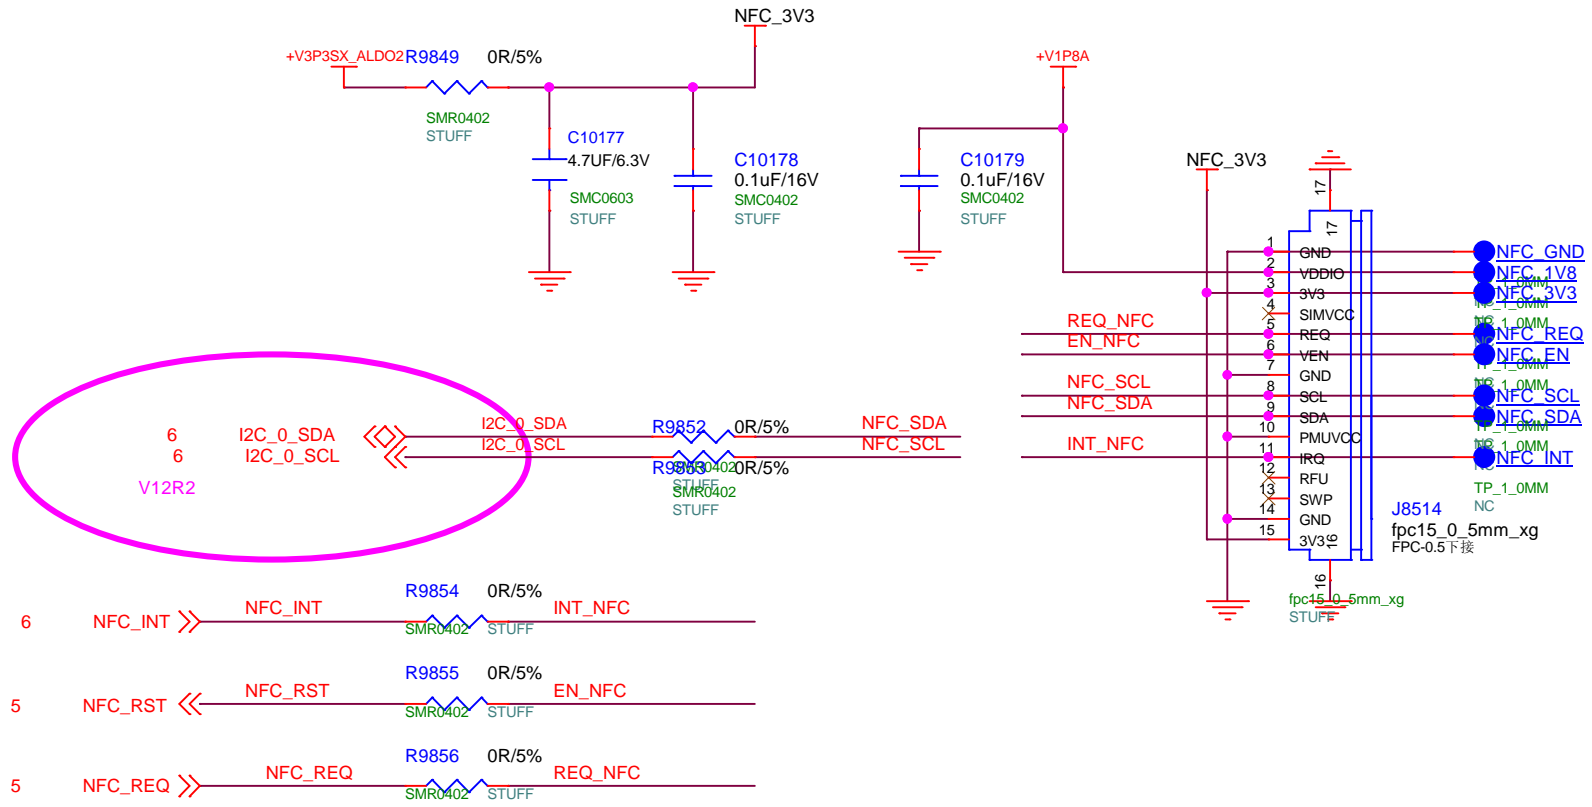 NFC_3V3
+V3P3SX_ALDO2
R9849
0R/5%
SMR0402
STUFF
C10177
4.7UF/6.3V
SMC0603
STUFF
C10178
0.1uF/16V
SMC0402
STUFF
+V1P8A
C10179
0.1uF/16V
SMC0402
STUFF
NFC_3V3
17
17
1
GND
NFC_GND
2
VDDIO
NFC_1V8
3
3V3
NFC_3V3
4
SIMVCC
5
REQ
NFC_REQ
6
VEN
NFC_EN
7
GND
8
SCL
NFC_SCL
9
SDA
NFC_SDA
10
PMUVCC
11
IRQ
NFC_INT
12
RFU
13
SWP
14
GND
15
3V3
16
16
REQ_NFC
EN_NFC
NFC_SCL
NFC_SDA
INT_NFC
TP_1_0MM
NC
J8514
fpc15_0_5mm_xg
FPC-0.5下接
fpc15_0_5mm_xg
STUFF
6 I2C_0_SDA
I2C_0_SDA
R9852
0R/5%
NFC_SDA
6 I2C_0_SCL
I2C_0_SCL
R9853
0R/5%
NFC_SCL
SMR0402
STUFF
SMR0402
STUFF
V12R2
6 NFC_INT
NFC_INT
R9854
0R/5%
INT_NFC
SMR0402
STUFF
5 NFC_RST
NFC_RST
R9855
0R/5%
EN_NFC
SMR0402
STUFF
5 NFC_REQ
NFC_REQ
R9856
0R/5%
REQ_NFC
SMR0402
STUFF